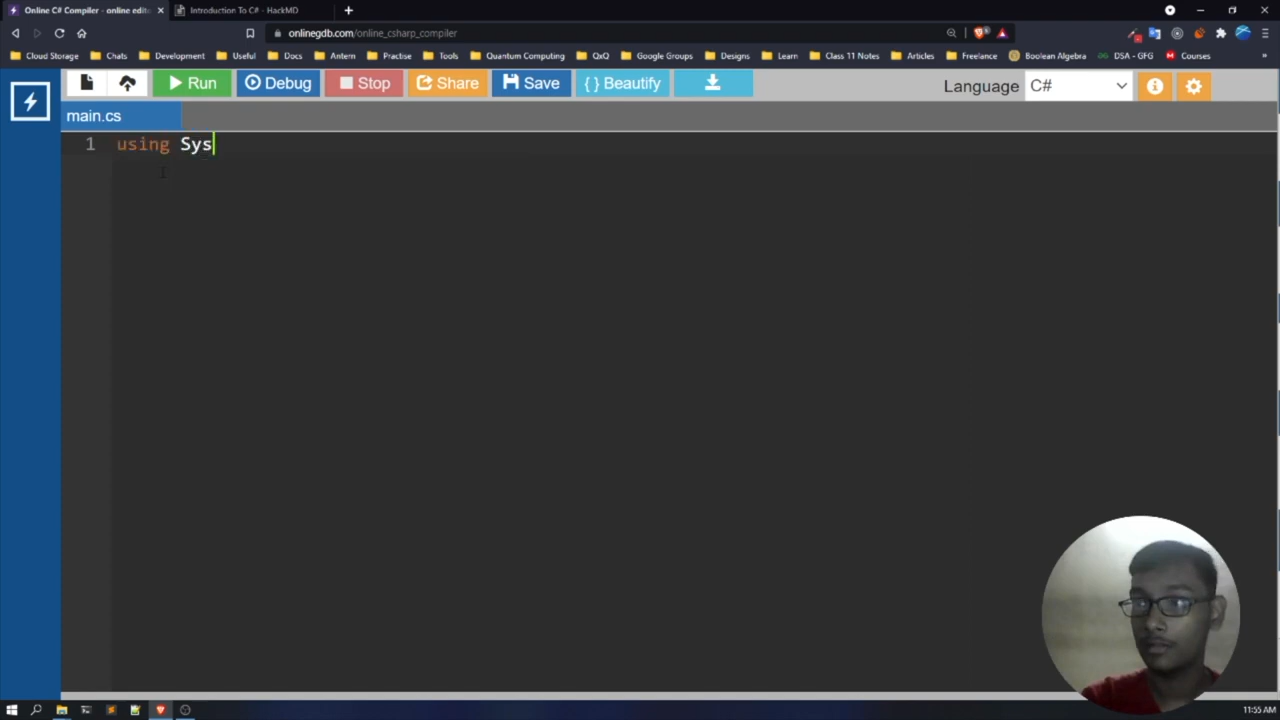 Online C# Compiler - online edito
Introduction To C# - HackMD
onlinegdb.com/online_csharp_compiler
Cloud Storage Chats Development Useful Docs Antern Practise Tools Quantum Computing QxQ Google Groups Designs Learn Class 11 Notes Articles Freelance Boolean Algebra DSA - GFG Courses »
Run Debug Stop Share Save { } Beautify Language C#
main.cs
1 using Sys
11:55 AM